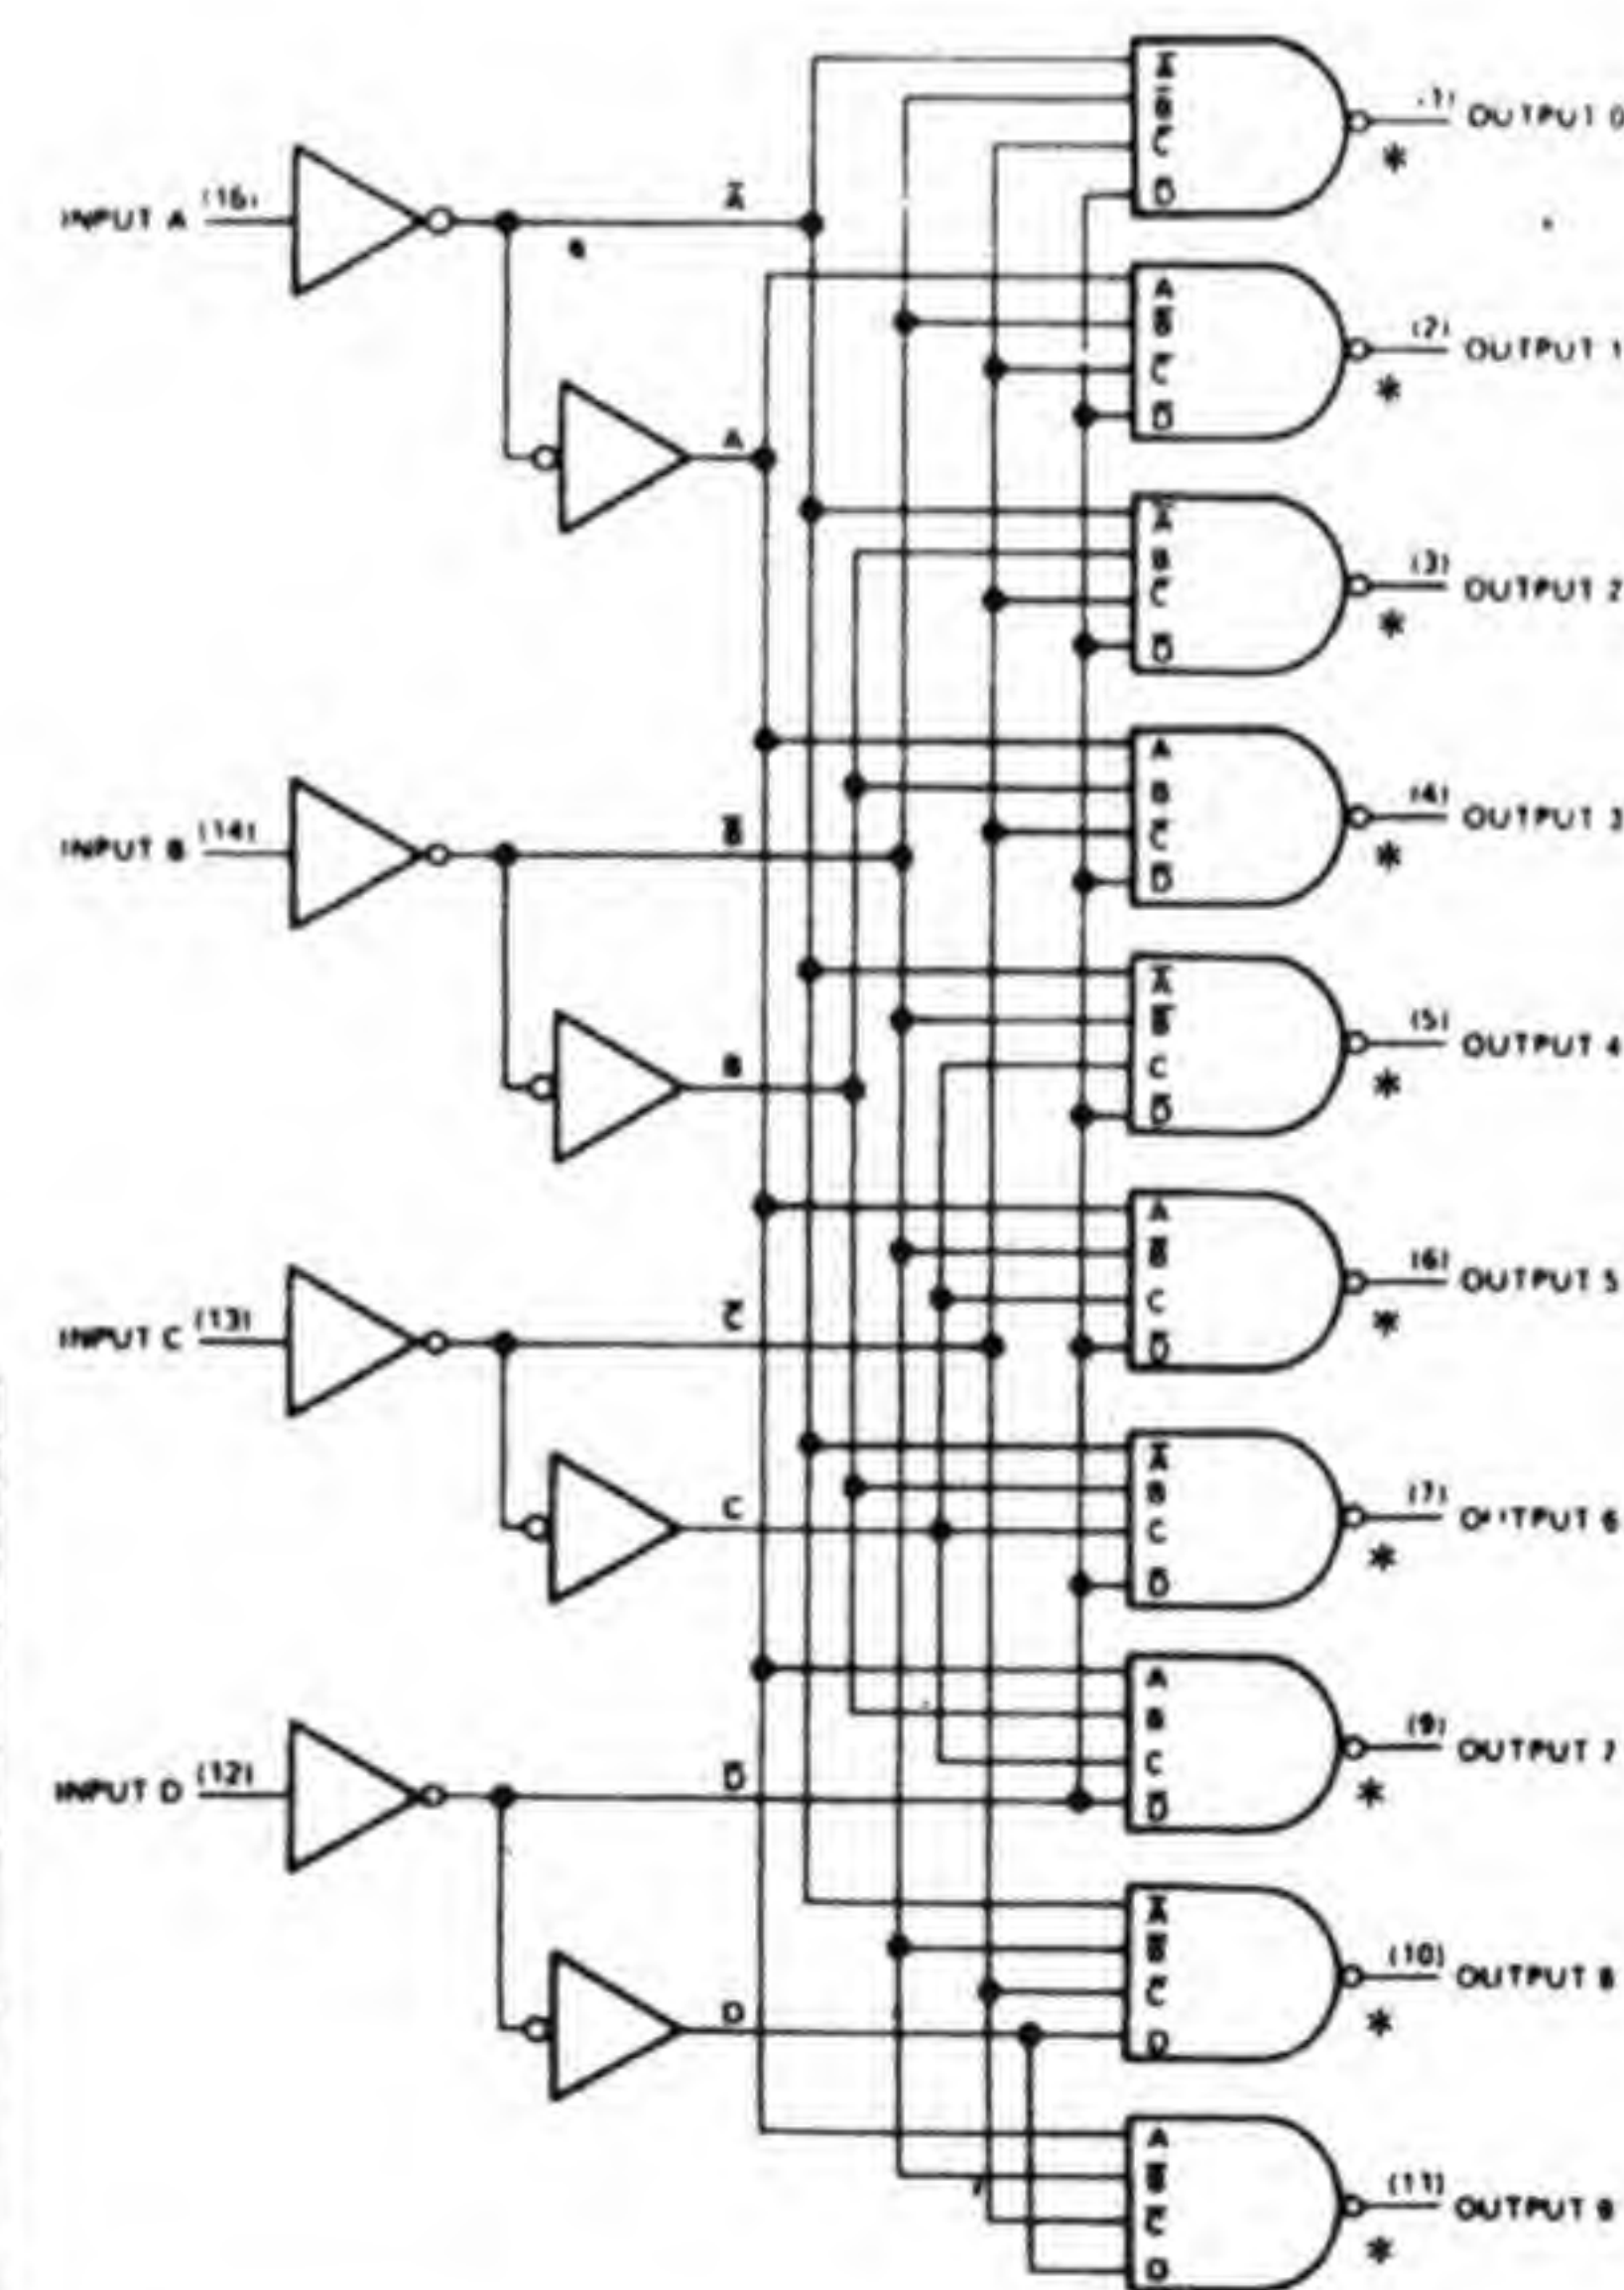 Ā
B̄
C̄
D̄
(1) OUTPUT 0
*
INPUT A (15) Ā
A
B̄
C̄
D̄
(2) OUTPUT 1
*
A
Ā
B
C̄
D̄
(3) OUTPUT 2
*
A
B
C̄
D̄
(4) OUTPUT 3
*
INPUT B (14) B̄
Ā
B̄
C
D̄
(5) OUTPUT 4
*
B
A
B̄
C
D̄
(6) OUTPUT 5
*
INPUT C (13) C̄
Ā
B
C
D̄
(7) OUTPUT 6
*
C
A
B
C
D̄
(9) OUTPUT 7
*
INPUT D (12) D̄
Ā
B̄
C̄
D
(10) OUTPUT 8
*
D
A
B̄
C̄
D
(11) OUTPUT 9
*